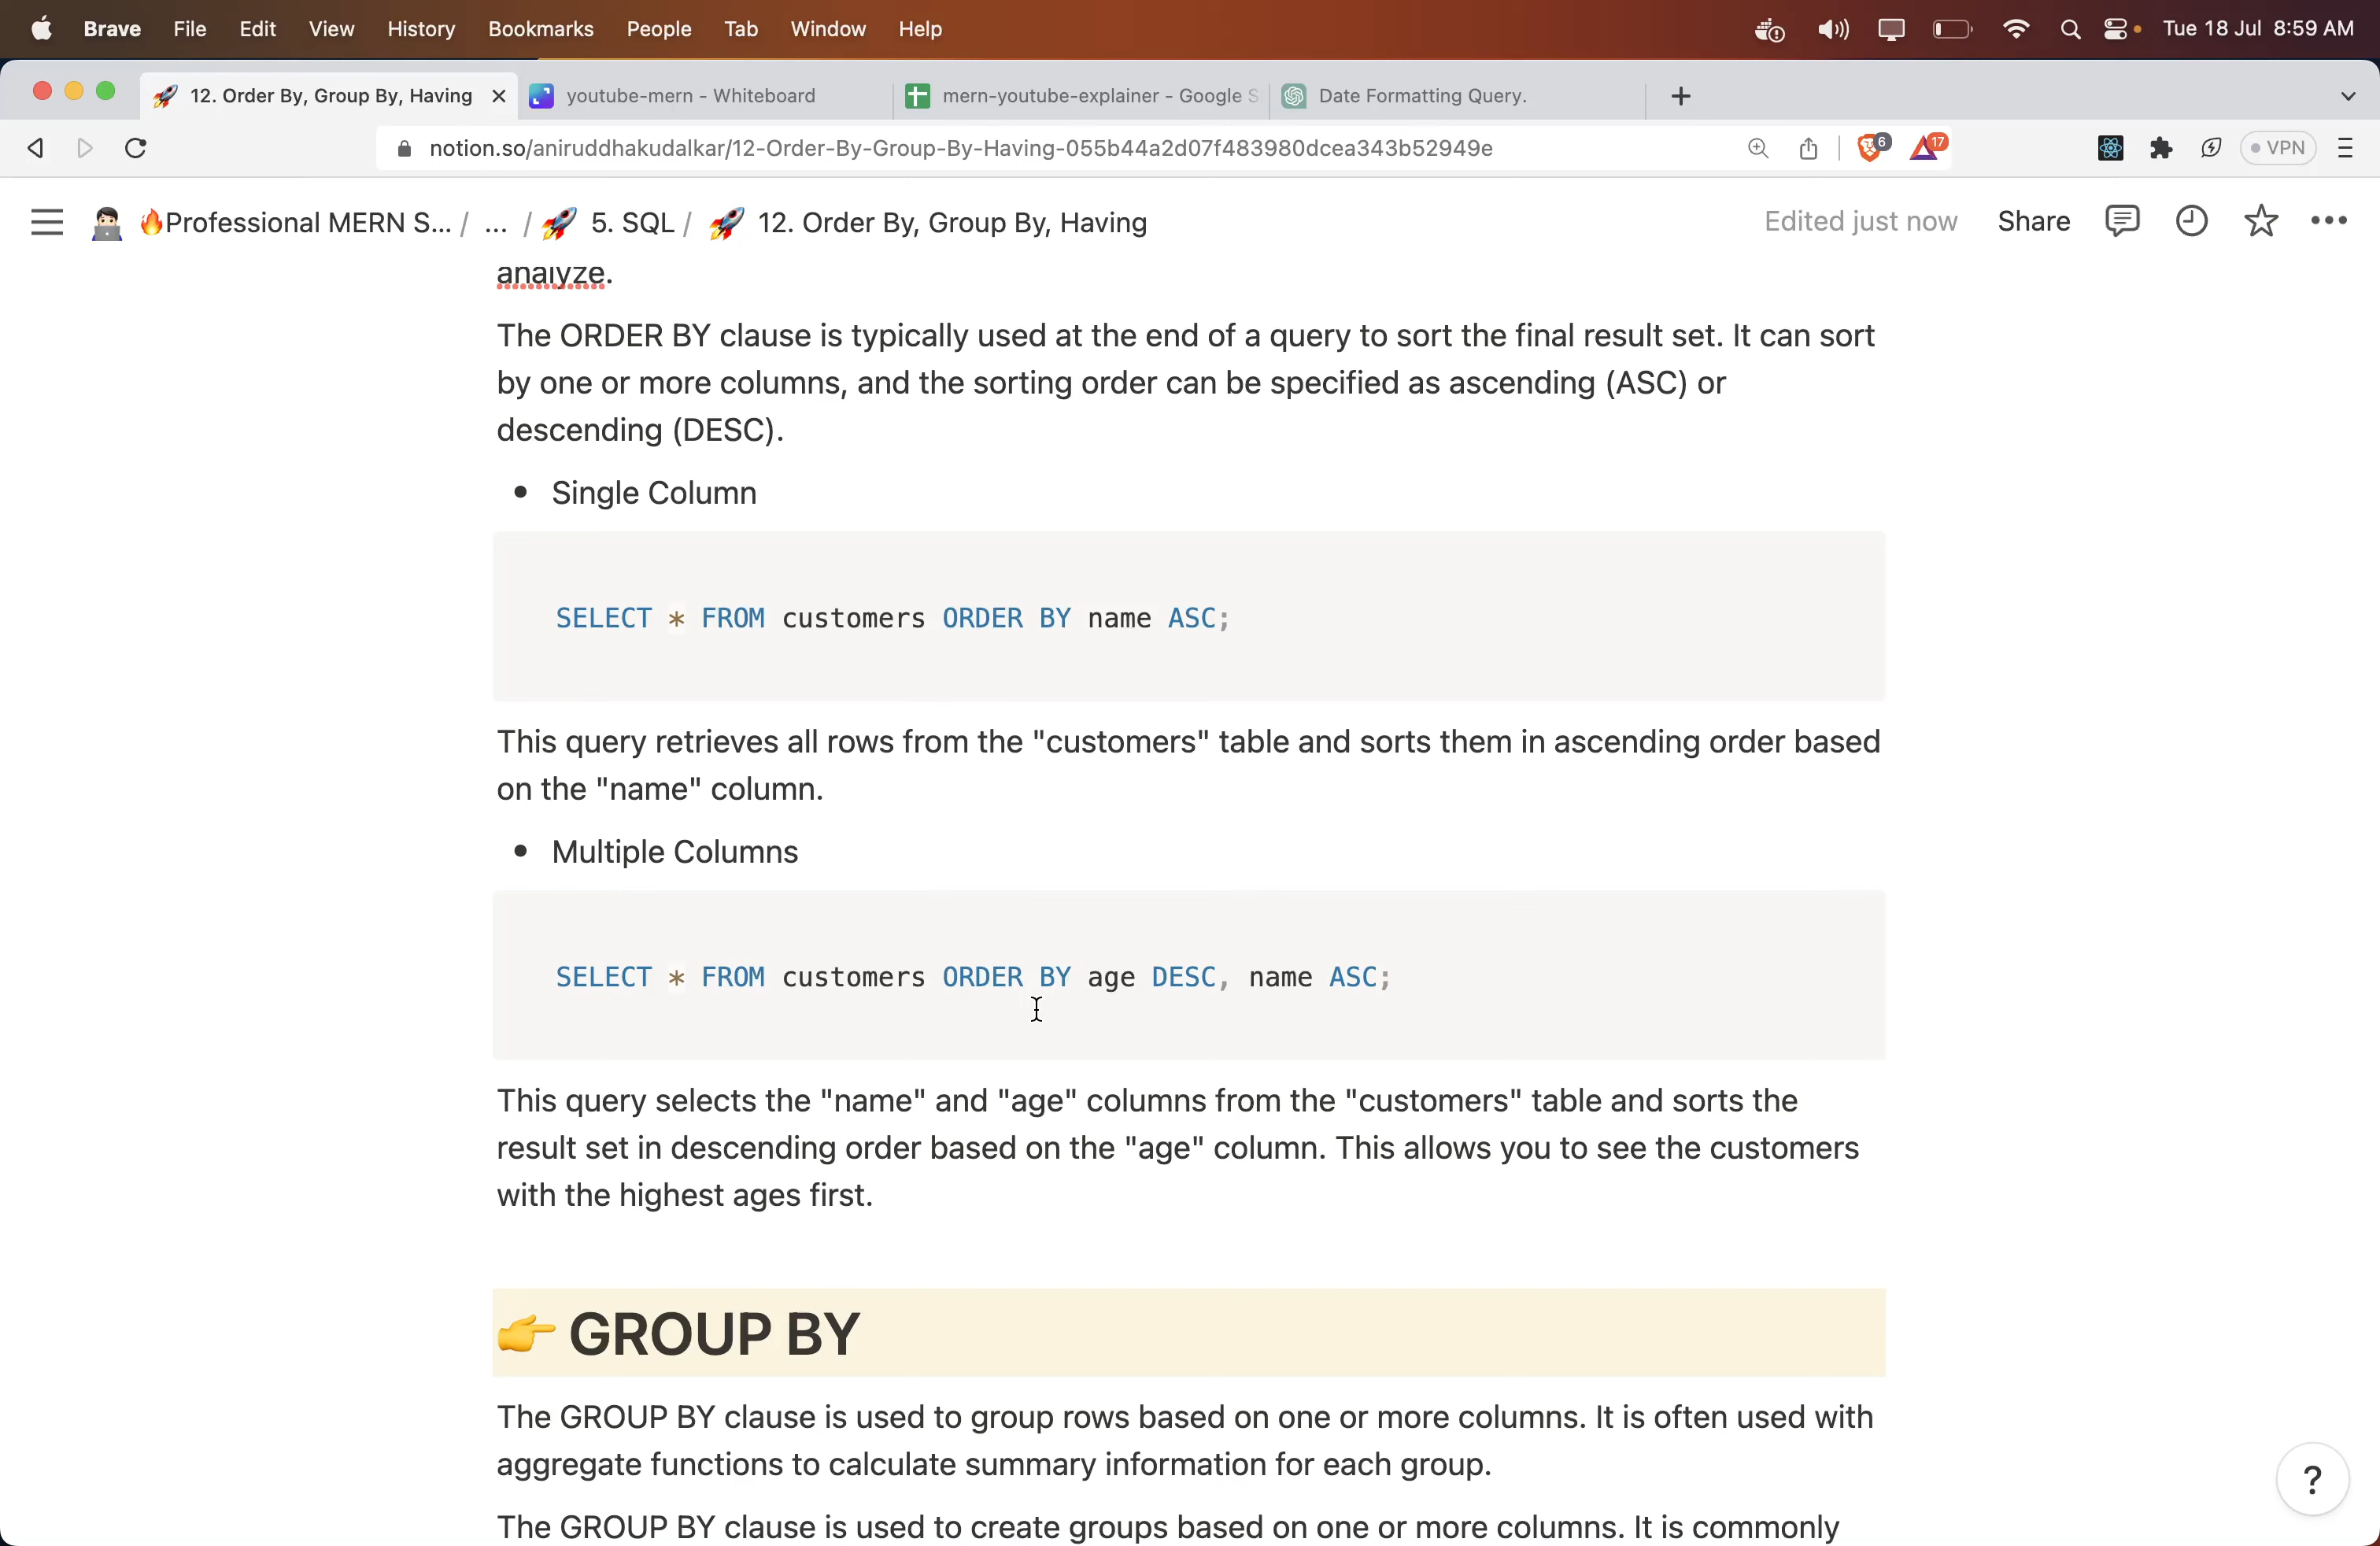 Brave File Edit View History Bookmarks People Tab Window Help Tue 18 Jul 8:59 AM
12. Order By, Group By, Having youtube-mern - Whiteboard mern-youtube-explainer - Google S Date Formatting Query.
notion.so/aniruddhakudalkar/12-Order-By-Group-By-Having-055b44a2d07f483980dcea343b52949e 6 17 VPN
Professional MERN S... / ... / 5. SQL / 12. Order By, Group By, Having Edited just now Share
analyze.
The ORDER BY clause is typically used at the end of a query to sort the final result set. It can sort
by one or more columns, and the sorting order can be specified as ascending (ASC) or
descending (DESC).
• Single Column
SELECT * FROM customers ORDER BY name ASC;
This query retrieves all rows from the "customers" table and sorts them in ascending order based
on the "name" column.
• Multiple Columns
SELECT * FROM customers ORDER BY age DESC, name ASC;
This query selects the "name" and "age" columns from the "customers" table and sorts the
result set in descending order based on the "age" column. This allows you to see the customers
with the highest ages first.
GROUP BY
The GROUP BY clause is used to group rows based on one or more columns. It is often used with
aggregate functions to calculate summary information for each group.
The GROUP BY clause is used to create groups based on one or more columns. It is commonly
?